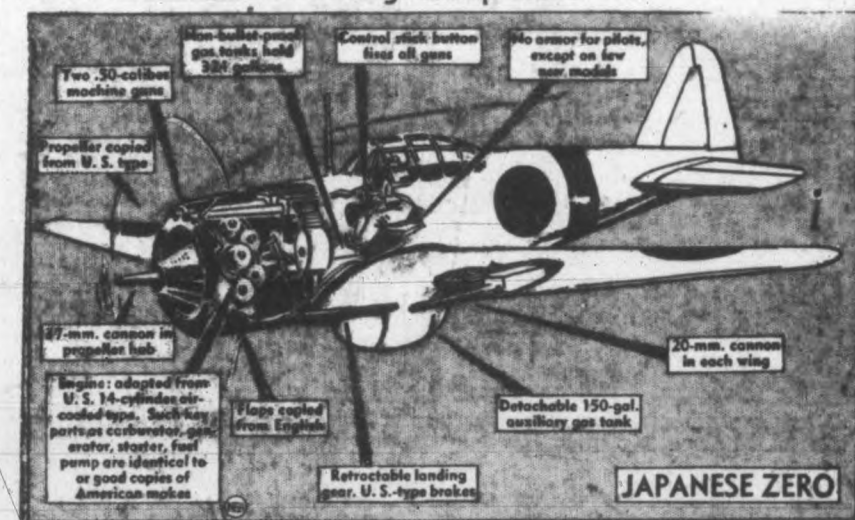 Non-bullet-proof
gas tanks hold
324 gallons
Control stick button
fires all guns
No armor for pilots,
except on few
new models
Two .50-caliber
machine guns
Propeller copied
from U. S. type
37-mm. cannon in
propeller hub
20-mm. cannon
in each wing
Engine: adapted from
U. S. 14-cylinder air-
cooled type. Such key
parts as carburetor, gen-
erator, starter, fuel
pump are identical to
or good copies of
American makes
Flaps copied
from English
Detachable 150-gal.
auxiliary gas tank
Retractable landing
gear. U. S.-type brakes
JAPANESE ZERO